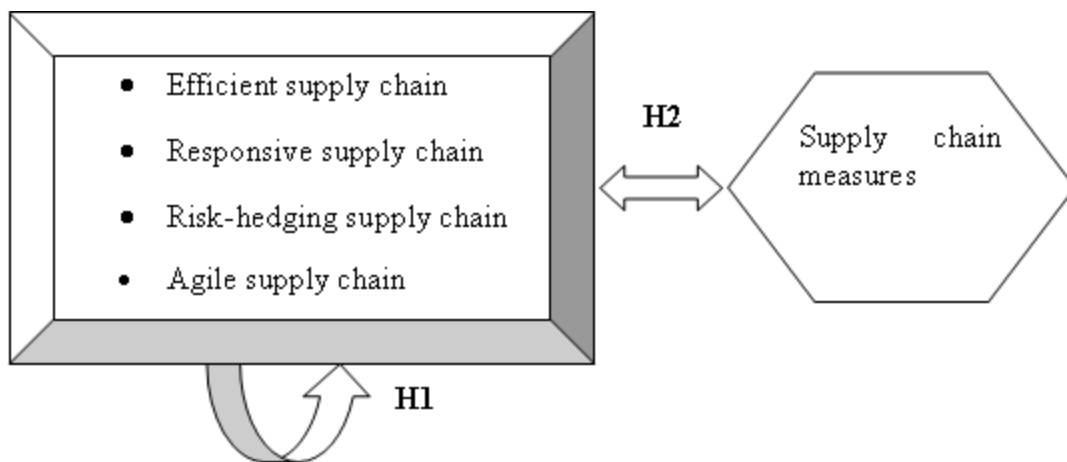 • Efficient supply chain
• Responsive supply chain
• Risk-hedging supply chain
• Agile supply chain
H2
Supply chain
measures
H1